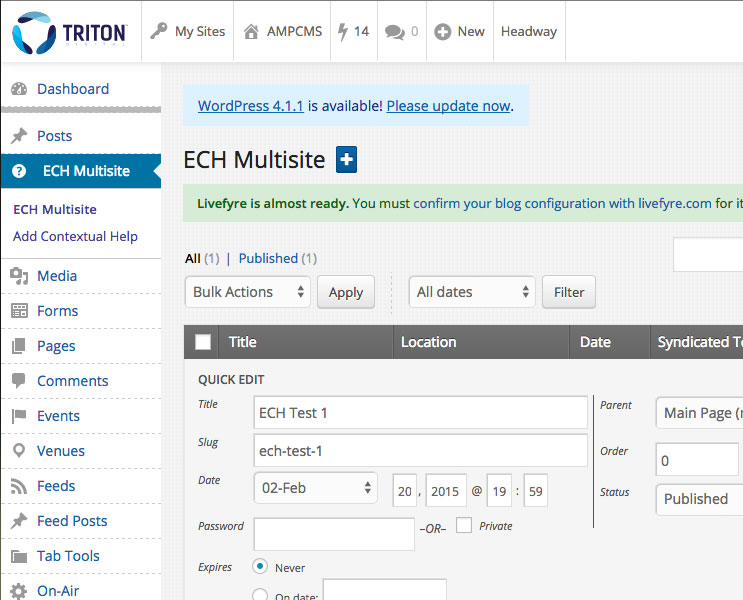 TRITON
DIGITAL
My Sites
AMPCMS
14
0
New
Headway
Dashboard
Posts
ECH Multisite
ECH Multisite
Add Contextual Help
Media
Forms
Pages
Comments
Events
Venues
Feeds
Feed Posts
Tab Tools
On-Air
WordPress 4.1.1 is available! Please update now.
ECH Multisite +
Livefyre is almost ready. You must confirm your blog configuration with livefyre.com for it
All (1) | Published (1)
Bulk Actions Apply All dates Filter
Title Location Date Syndicated
QUICK EDIT
Title ECH Test 1
Slug ech-test-1
Date 02-Feb 20, 2015 @ 19 : 59
Password –OR– Private
Expires Never
On date:
Parent Main Page
Order 0
Status Published